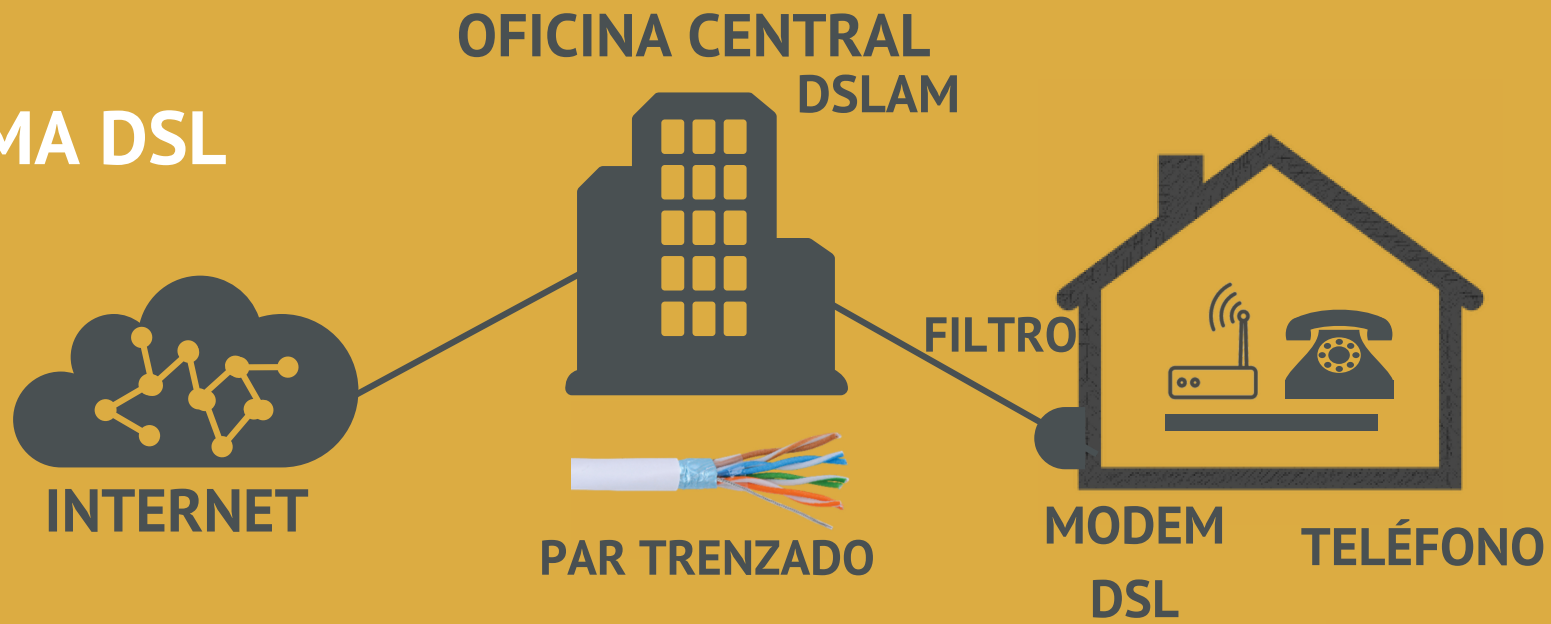 OFICINA CENTRAL
DSLAM
MA DSL
FILTRO
INTERNET
PAR TRENZADO
MODEM
DSL
TELÉFONO